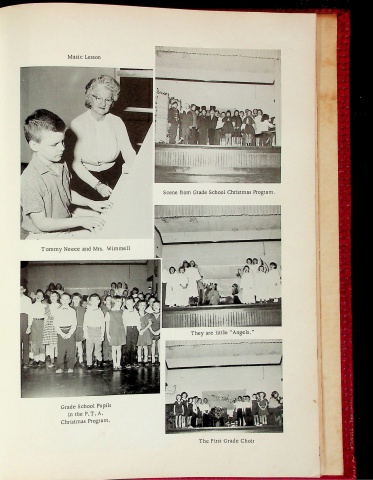 Music Lesson
Tommy Neece and Mrs. Wimmell
Scene from Grade School Christmas Program.
They are little "Angels."
Grade School Pupils
in the P. T. A.
Christmas Program.
The First Grade Choir